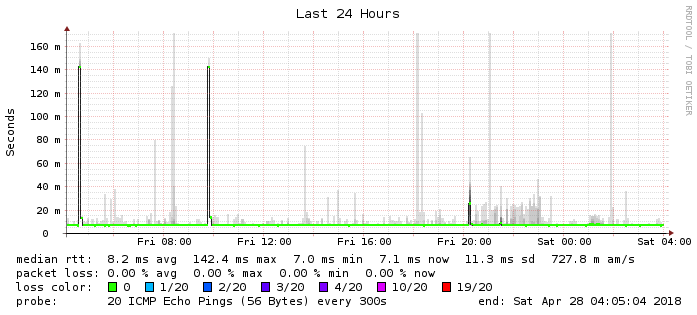 Last 24 Hours
RRDTOOL / TOBI OETIKER
Seconds
160 m
140 m
120 m
100 m
80 m
60 m
40 m
20 m
0
Fri 08:00 Fri 12:00 Fri 16:00 Fri 20:00 Sat 00:00 Sat 04:00
median rtt: 8.2 ms avg 142.4 ms max 7.0 ms min 7.1 ms now 11.3 ms sd 727.8 m am/s
packet loss: 0.00 % avg 0.00 % max 0.00 % min 0.00 % now
loss color: 0 1/20 2/20 3/20 4/20 10/20 19/20
probe: 20 ICMP Echo Pings (56 Bytes) every 300s end: Sat Apr 28 04:05:04 2018